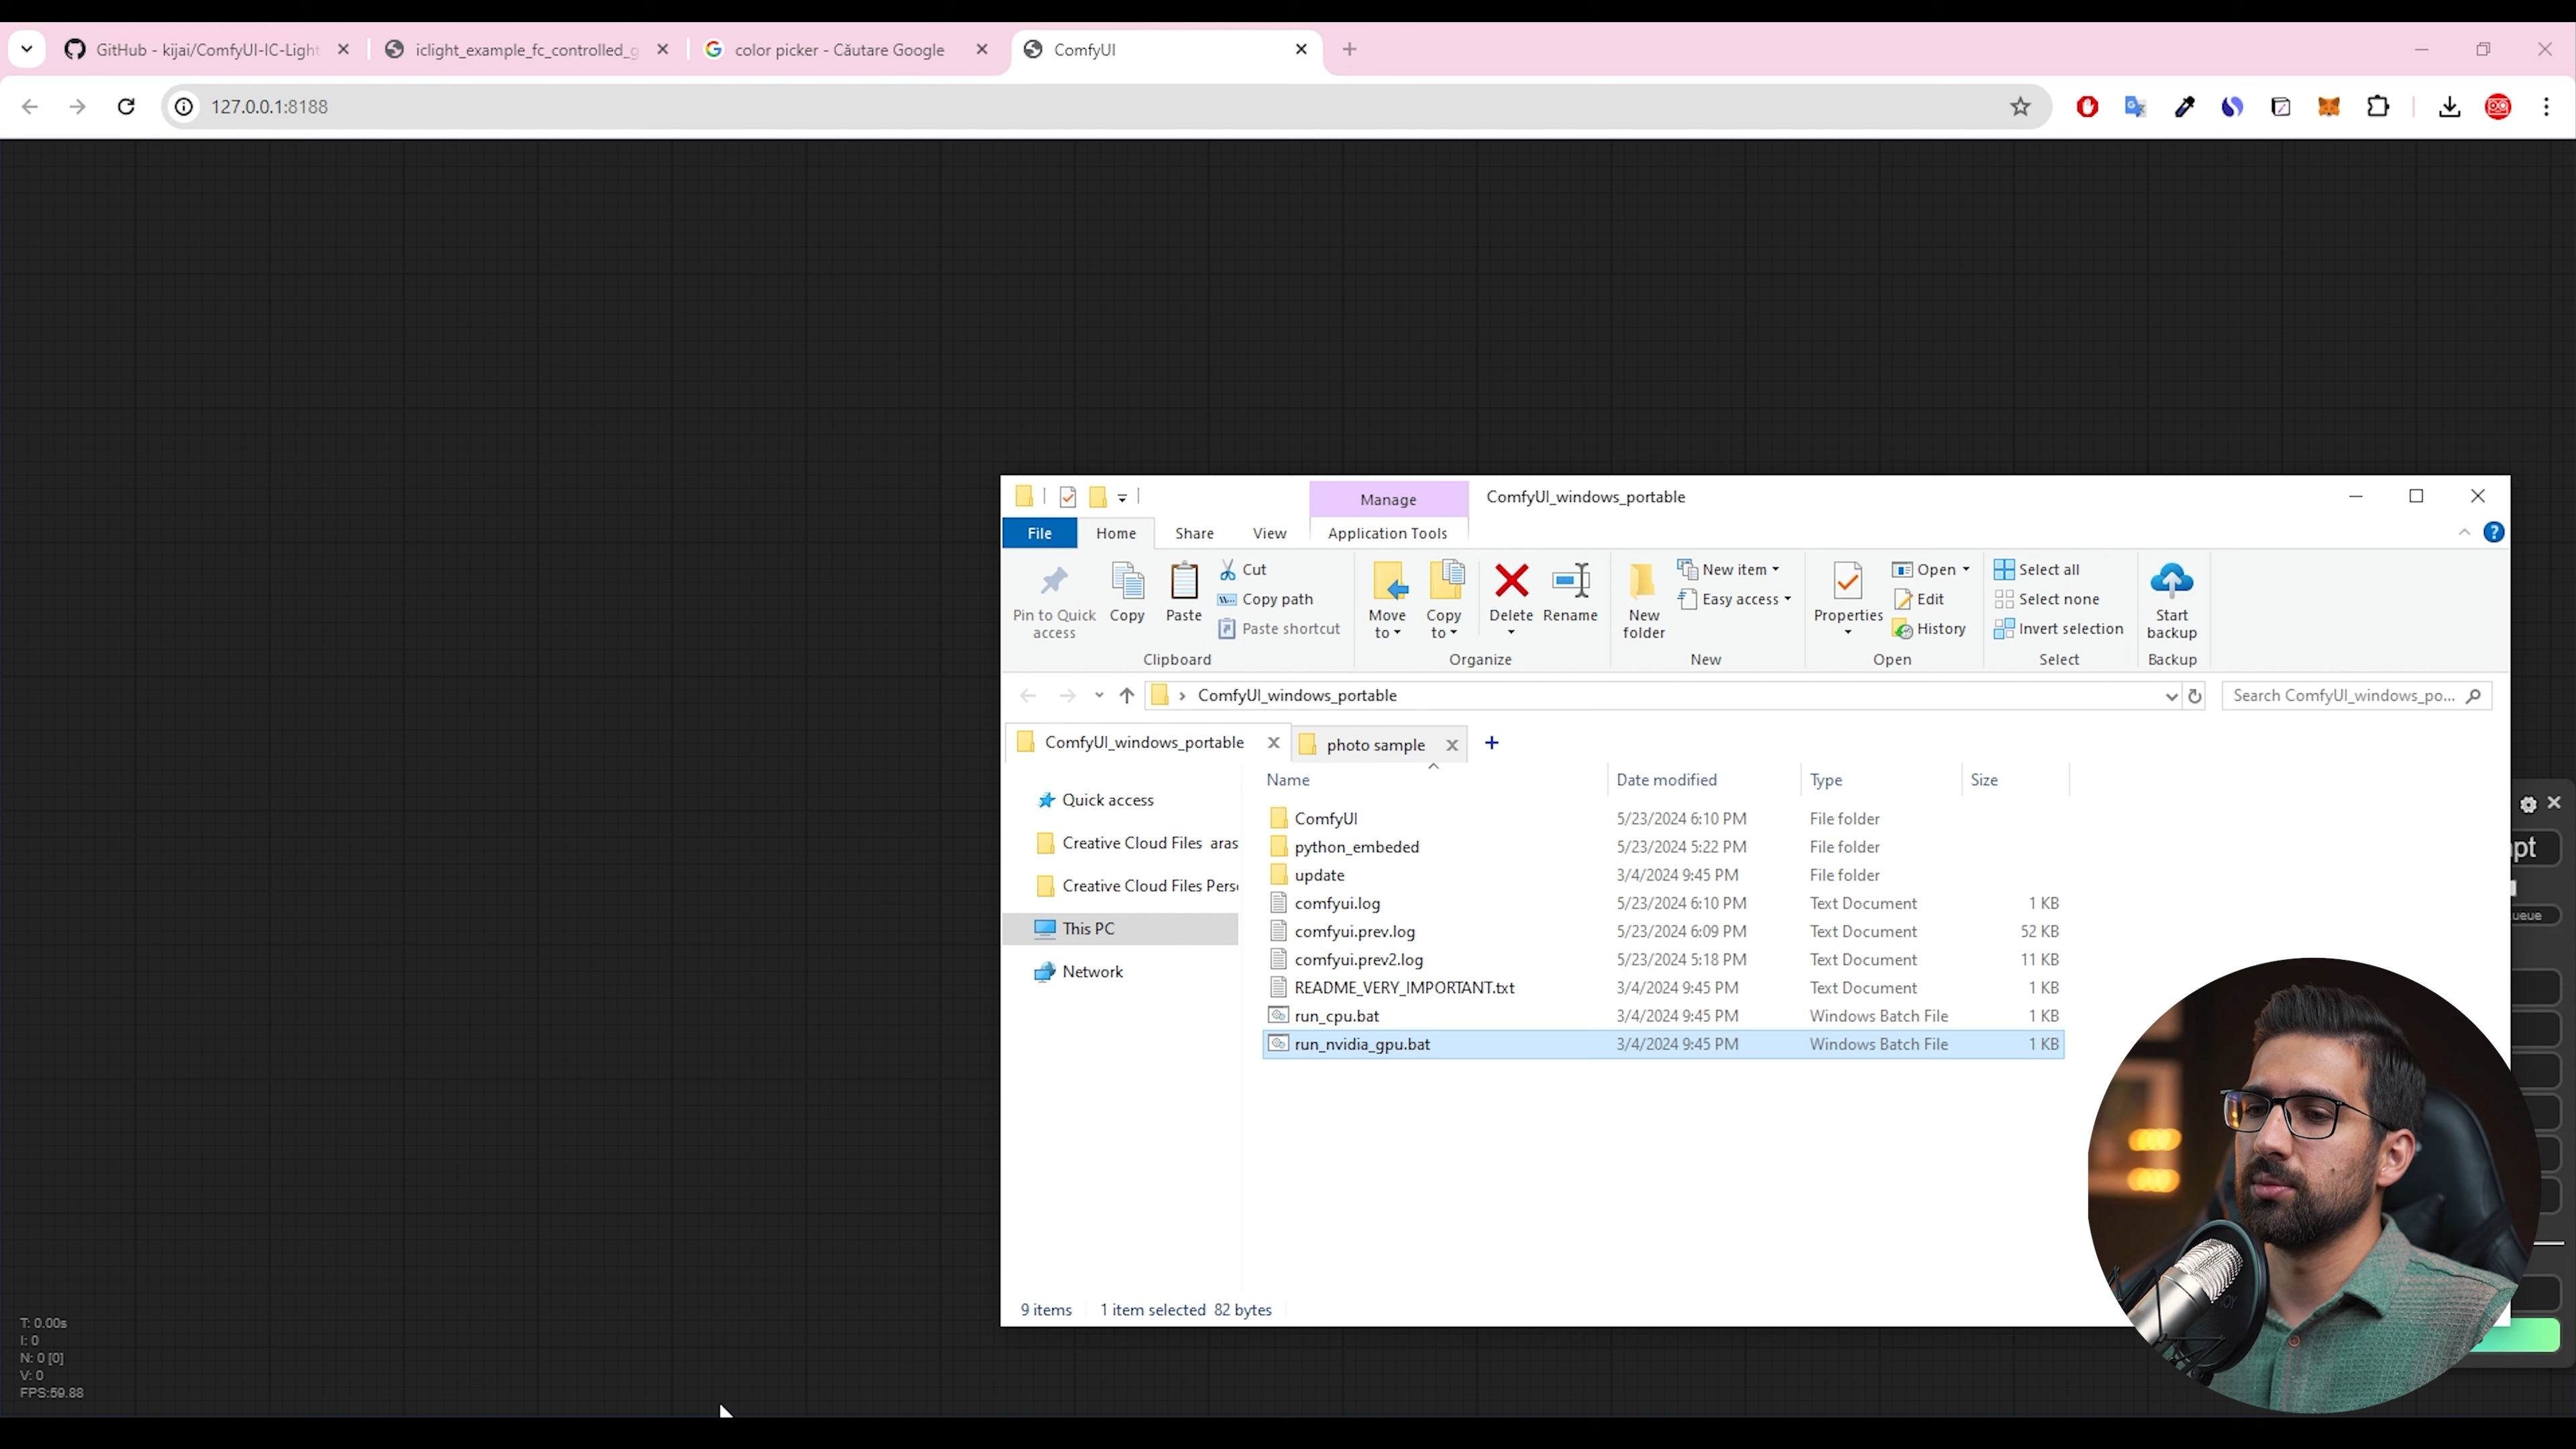 GitHub - kijai/ComfyUI-IC-Light
iclight_example_fc_controlled_g
color picker - Căutare Google
ComfyUI
127.0.0.1:8188
Manage
ComfyUI_windows_portable
File
Home
Share
View
Application Tools
Pin to Quick access
Copy
Paste
Cut
Copy path
Paste shortcut
Clipboard
Move to
Copy to
Delete
Rename
Organize
New folder
New item
Easy access
New
Properties
Open
Edit
History
Open
Select all
Select none
Invert selection
Select
Start backup
Backup
ComfyUI_windows_portable
Search ComfyUI_windows_po...
ComfyUI_windows_portable
photo sample
Quick access
Creative Cloud Files aras
Creative Cloud Files Pers
This PC
Network
Name Date modified Type Size
ComfyUI 5/23/2024 6:10 PM File folder
python_embeded 5/23/2024 5:22 PM File folder
update 3/4/2024 9:45 PM File folder
comfyui.log 5/23/2024 6:10 PM Text Document 1 KB
comfyui.prev.log 5/23/2024 6:09 PM Text Document 52 KB
comfyui.prev2.log 5/23/2024 5:18 PM Text Document 11 KB
README_VERY_IMPORTANT.txt 3/4/2024 9:45 PM Text Document 1 KB
run_cpu.bat 3/4/2024 9:45 PM Windows Batch File 1 KB
run_nvidia_gpu.bat 3/4/2024 9:45 PM Windows Batch File 1 KB
9 items 1 item selected 82 bytes
T: 0.00s
I: 0
N: 0 [0]
V: 0
FPS:59.88